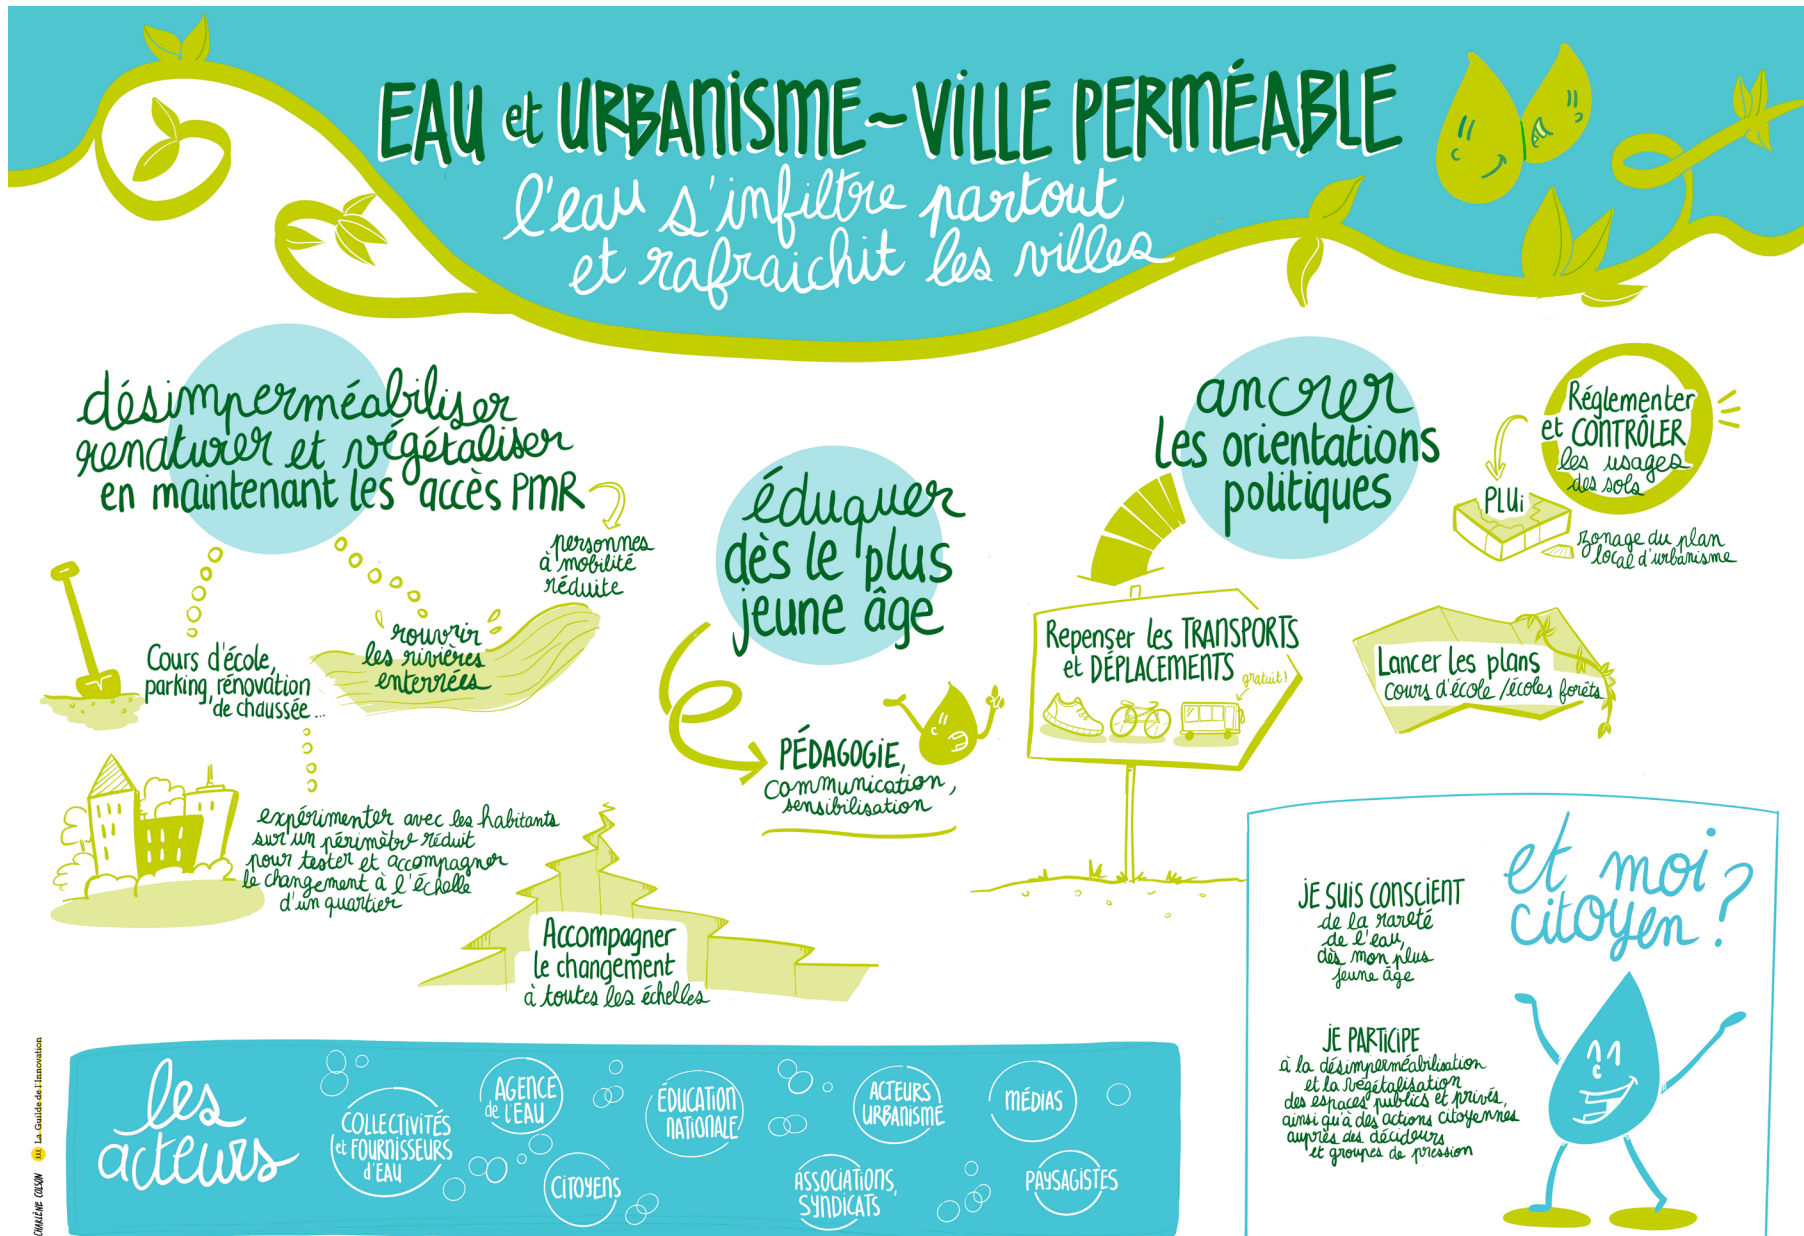 EAU et URBANISME ~ VILLE PERMÉABLE
l'eau s'infiltre partout
et rafraichit les villes
désimperméabiliser
renaturer et végétaliser
en maintenant les accès PMR
personnes
à mobilité
réduite
Cours d'école,
parking, rénovation
de chaussée...
rouvrir
les rivières
enterrées
expérimenter avec les habitants
sur un périmètre réduit
pour tester et accompagner
le changement à l'échelle
d'un quartier
Accompagner
le changement
à toutes les échelles
éduquer
dès le plus
jeune âge
PÉDAGOGIE,
communication,
sensibilisation
ancrer
les orientations
politiques
Réglementer
et CONTRÔLER
les usages
des sols
PLUi
zonage du plan
local d'urbanisme
Repenser les TRANSPORTS
et DÉPLACEMENTS
gratuit!
Lancer les plans
cours d'école / écoles forêts
et moi
citoyen ?
JE SUIS CONSCIENT
de la rareté
de l'eau,
dès mon plus
jeune âge
JE PARTICIPE
à la désimperméabilisation
et la végétalisation
des espaces publics et privés,
ainsi qu'à des actions citoyennes
auprès des décideurs
et groupes de pression
les
acteurs
COLLECTIVITÉS
et FOURNISSEURS
d'EAU
AGENCE
de l'EAU
CITOYENS
ÉDUCATION
NATIONALE
ASSOCIATIONS,
SYNDICATS
ACTEURS
URBANISME
MÉDIAS
PAYSAGISTES
CHARLÈNE COLSON La Guilde de l'Innovation